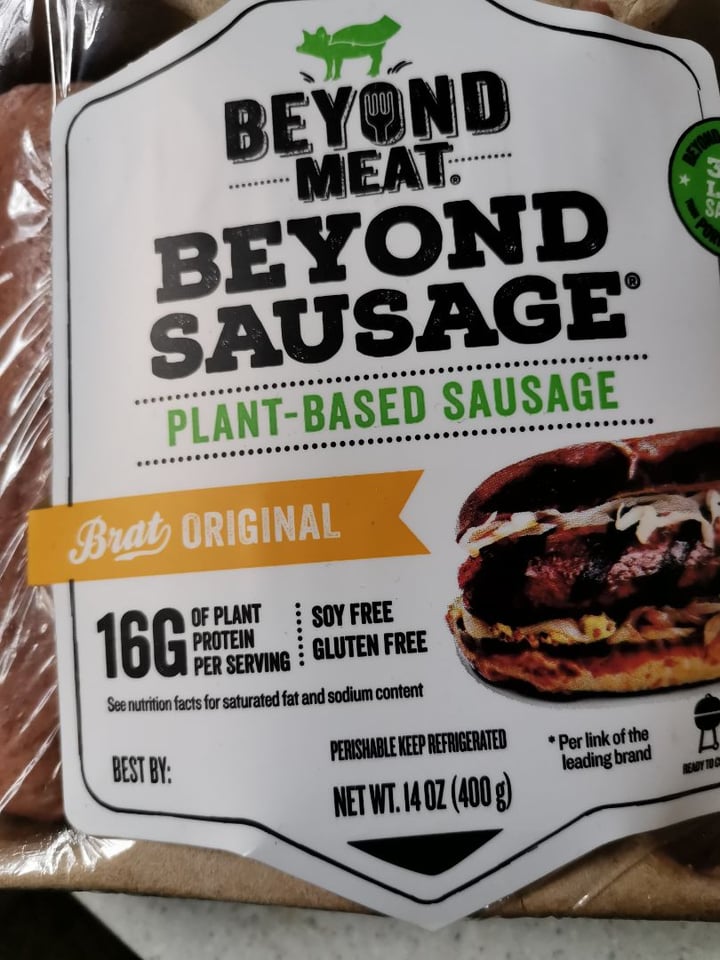 BEYOND
MEAT®
BEYOND
SAUSAGE®
PLANT-BASED SAUSAGE
Brat ORIGINAL
16G
OF PLANT
PROTEIN
PER SERVING
SOY FREE
GLUTEN FREE
See nutrition facts for saturated fat and sodium content
BEST BY:
PERISHABLE KEEP REFRIGERATED
NET WT. 14 OZ (400 g)
* Per link of the
leading brand
READY TO